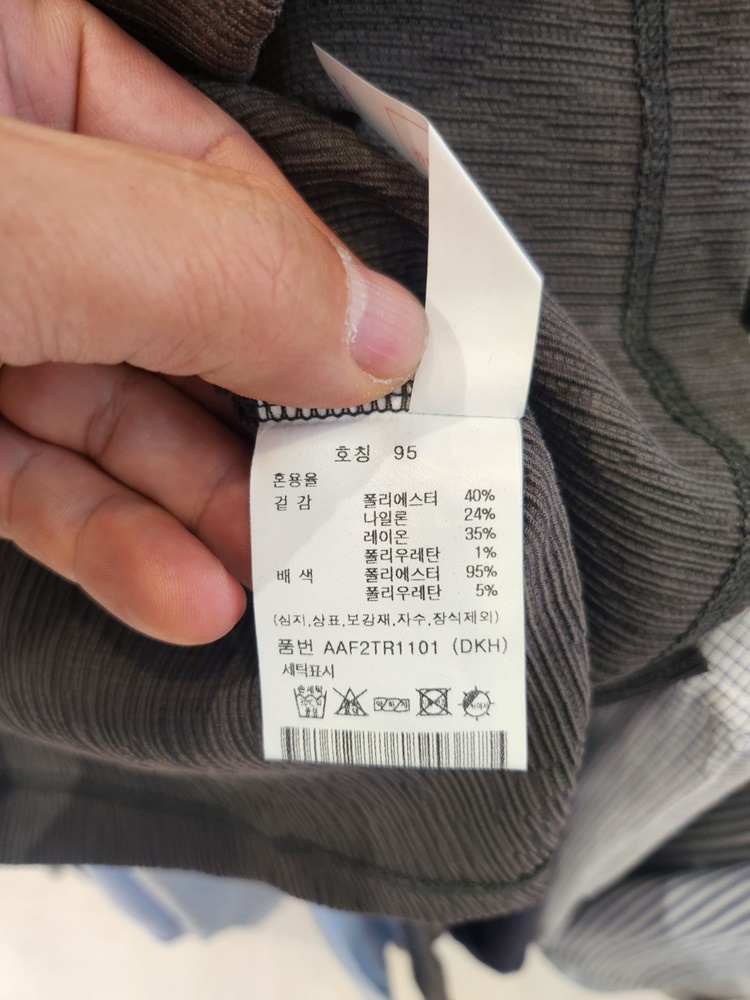 호칭 95
혼용율
겉감 폴리에스터 40%
나일론 24%
레이온 35%
폴리우레탄 1%
배색 폴리에스터 95%
폴리우레탄 5%
(심지,상표,보강재,자수,장식제외)
품번 AAF2TR1101 (DKH)
세탁표시
손세탁